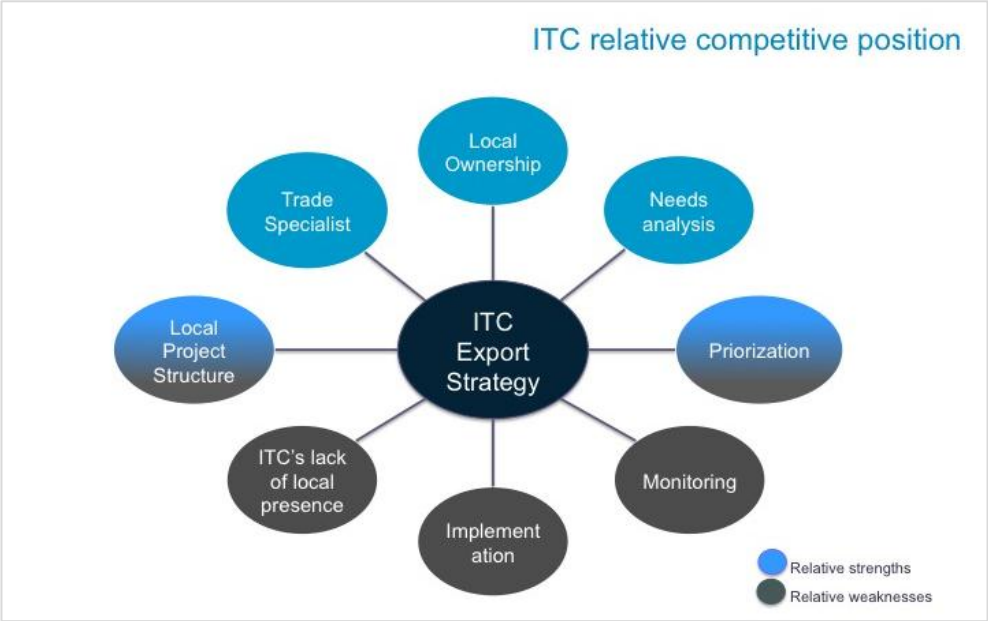 ITC relative competitive position
Local
Ownership
Trade
Specialist
Needs
analysis
Local
Project
Structure
ITC
Export
Strategy
Priorization
ITC's lack
of local
presence
Implement
ation
Monitoring
Relative strengths
Relative weaknesses